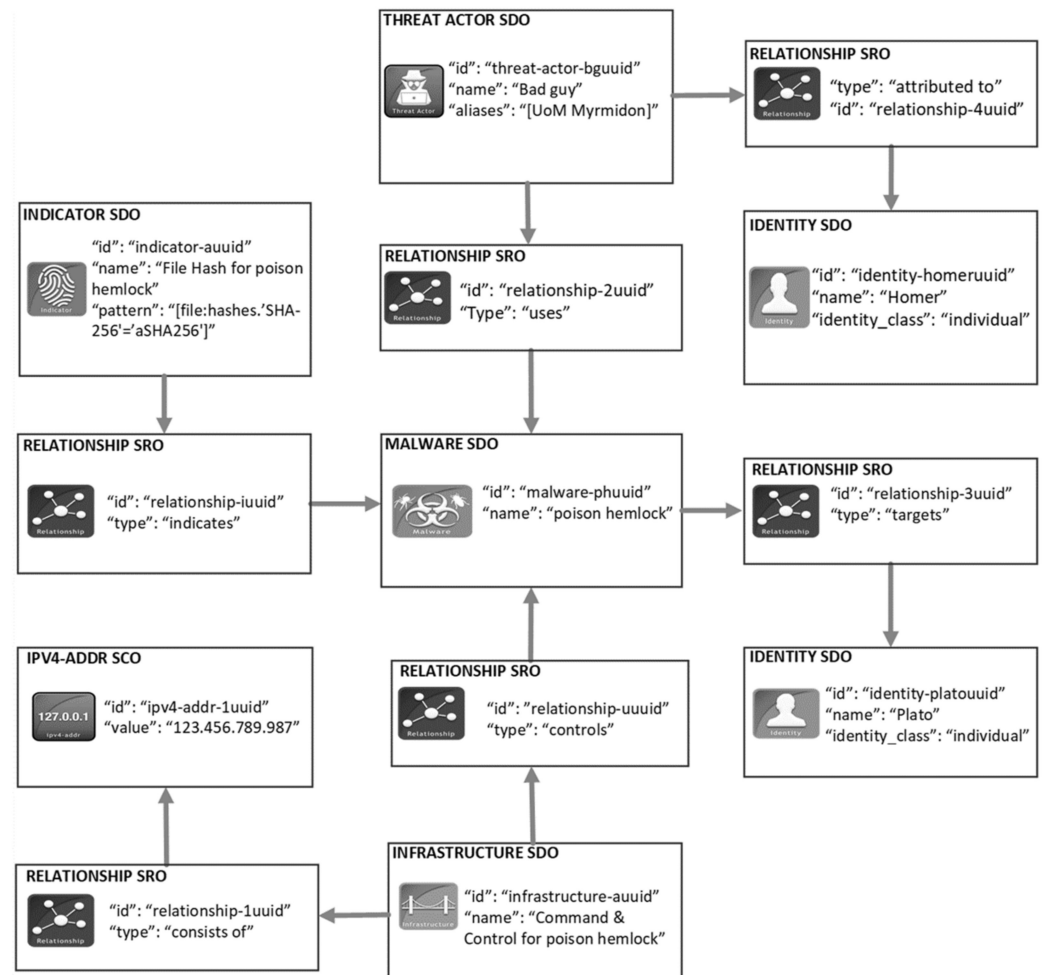 THREAT ACTOR SDO
Threat Actor
“id”: “threat-actor-bguuid”
“name”: “Bad guy”
“aliases”: “[UoM Myrmidon]”
RELATIONSHIP SRO
Relationship
“type”: “attributed to”
“id”: “relationship-4uuid”
INDICATOR SDO
Indicator
“id”: “indicator-auuid”
“name”: “File Hash for poison
hemlock”
“pattern”: “[file:hashes.’SHA-
256'=’aSHA256']”
RELATIONSHIP SRO
Relationship
“id”: “relationship-2uuid”
“Type”: “uses”
IDENTITY SDO
Identity
“id”: “identity-homeruuid”
“name”: “Homer”
“identity_class”: “individual”
RELATIONSHIP SRO
Relationship
“id”: “relationship-iuuid”
“type”: “indicates”
MALWARE SDO
Malware
“id”: “malware-phuuid”
“name”: “poison hemlock”
RELATIONSHIP SRO
Relationship
“id”: “relationship-3uuid”
“type”: “targets”
IPV4-ADDR SCO
127.0.0.1
ipv4-addr
“id”: “ipv4-addr-1uuid”
“value”: “123.456.789.987”
RELATIONSHIP SRO
Relationship
“id”: “relationship-uuuid”
“type”: “controls”
IDENTITY SDO
Identity
“id”: “identity-platouuid”
“name”: “Plato”
“identity_class”: “individual”
RELATIONSHIP SRO
Relationship
“id”: “relationship-1uuid”
“type”: “consists of”
INFRASTRUCTURE SDO
Infrastructure
“id”: “infrastructure-auuid”
“name”: “Command &
Control for poison hemlock”